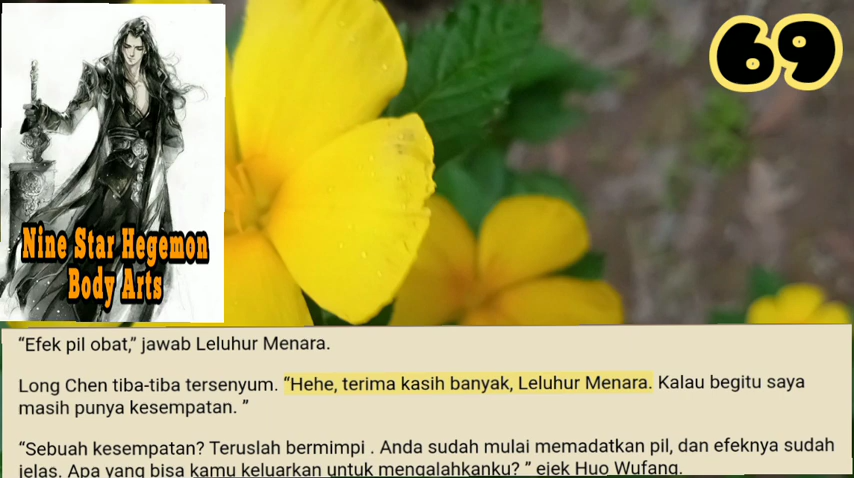 69
Nine Star Hegemon
Body Arts
“Efek pil obat,” jawab Leluhur Menara.
Long Chen tiba-tiba tersenyum. “Hehe, terima kasih banyak, Leluhur Menara. Kalau begitu saya
masih punya kesempatan. ”
“Sebuah kesempatan? Teruslah bermimpi . Anda sudah mulai memadatkan pil, dan efeknya sudah
jelas. Apa yang bisa kamu keluarkan untuk mengalahkanku? ” ejek Huo Wufang.